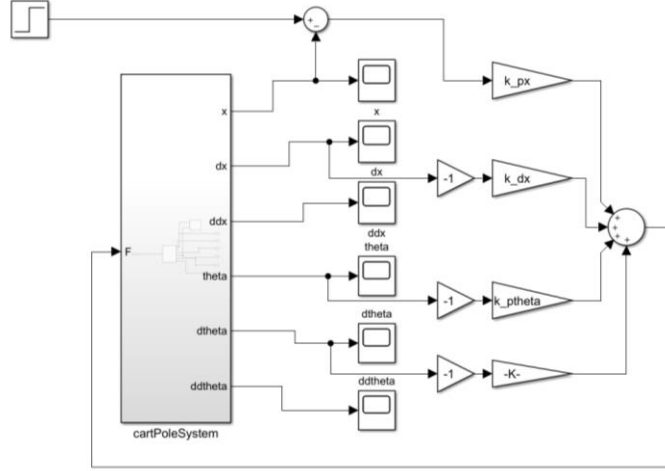 x
dx
ddx
theta
dtheta
ddtheta
F
cartPoleSystem
x
dx
ddx
theta
dtheta
ddtheta
-1
-1
-1
k_px
k_dx
k_ptheta
-K-
+
-
+
+
+
+